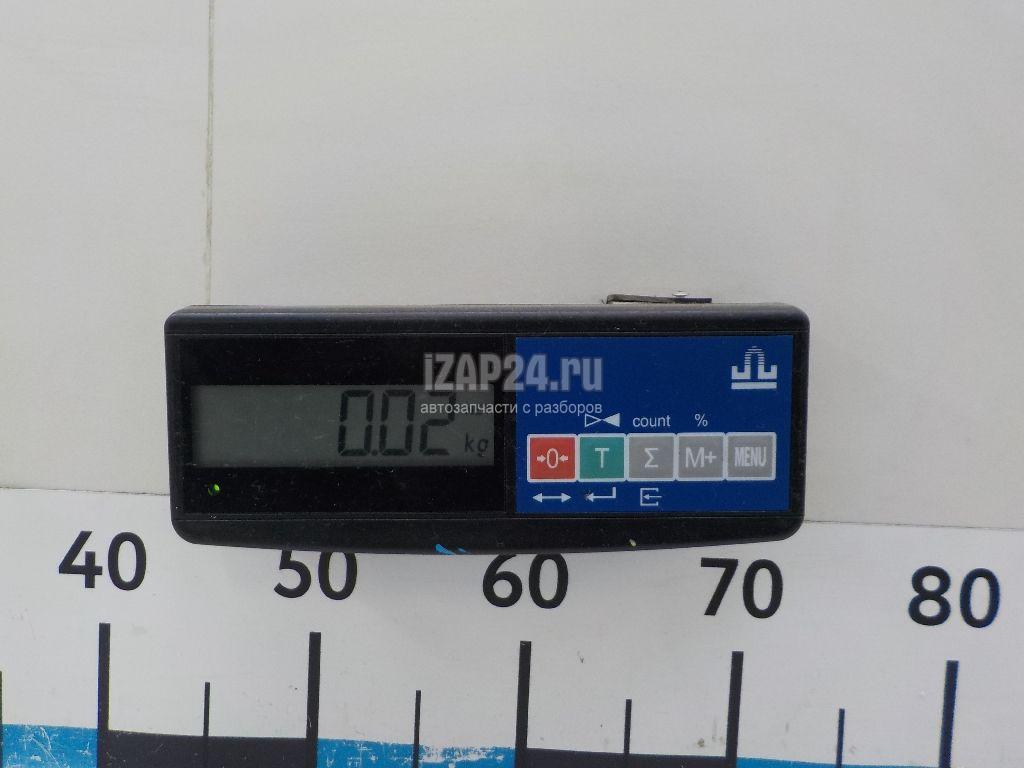 iZAP24.ru
автозапчасти с разборов
0.02 kg
count %
→0← T Σ M+ MENU
40 50 60 70 80